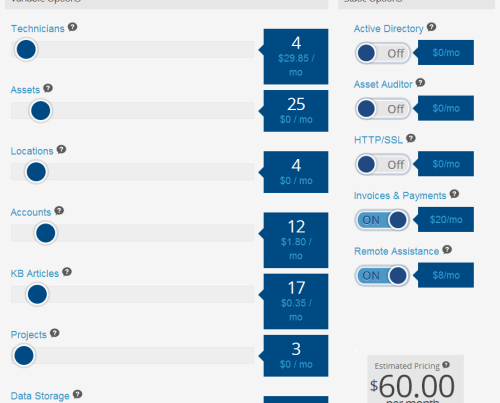 Variable Options
Static Options
Technicians
4
$29.85 /
mo
Assets
25
$0 / mo
Locations
4
$0 / mo
Accounts
12
$1.80 /
mo
KB Articles
17
$0.35 /
mo
Projects
3
$0 / mo
Data Storage
Active Directory
Off
$0/mo
Asset Auditor
Off
$0/mo
HTTP/SSL
Off
$0/mo
Invoices & Payments
ON
$20/mo
Remote Assistance
ON
$8/mo
Estimated Pricing
$60.00
per month